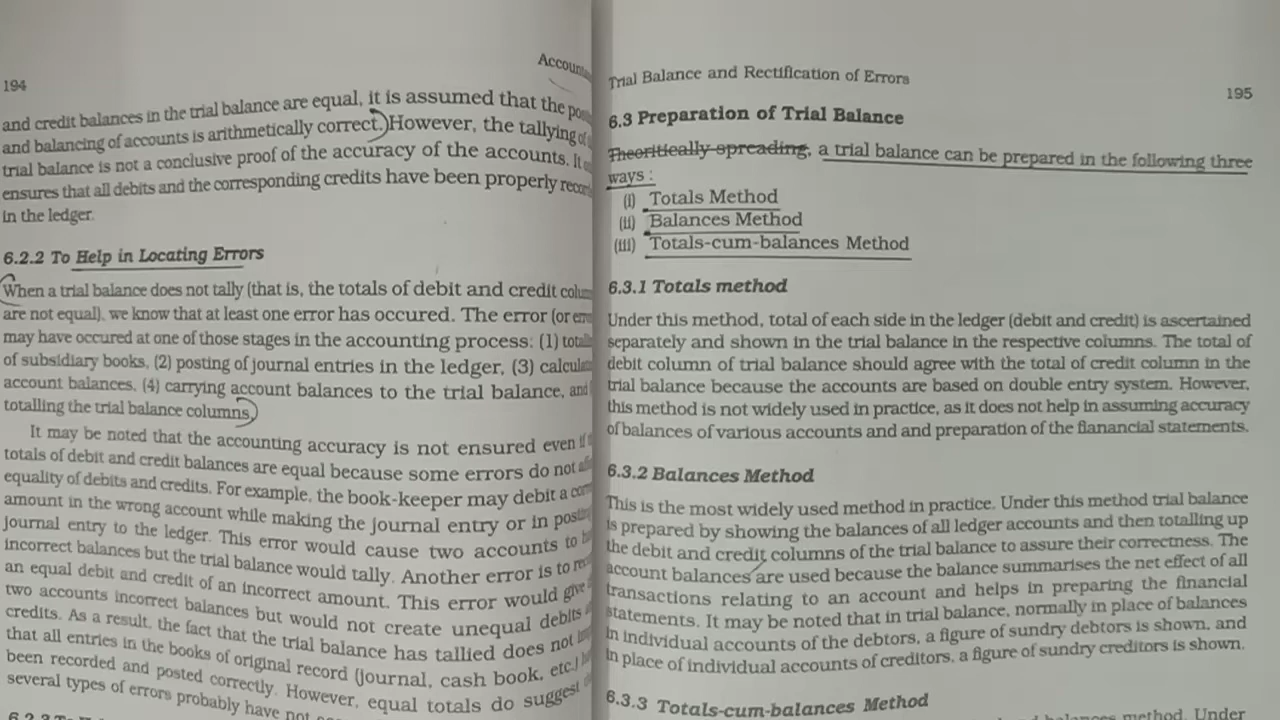 194
and credit balances in the trial balance are equal, it is assumed that the
and balancing of accounts is arithmetically correct. However, the tallying of
trial balance is not a conclusive proof of the accuracy of the accounts. It
ensures that all debits and the corresponding credits have been properly
in the ledger.
6.2.2 To Help in Locating Errors
When a trial balance does not tally (that is, the totals of debit and credit
are not equal), we know that at least one error has occured. The error (or
may have occured at one of those stages in the accounting process: (1)
of subsidiary books, (2) posting of journal entries in the ledger, (3)
account balances, (4) carrying account balances to the trial balance, and
totalling the trial balance columns.
It may be noted that the accounting accuracy is not ensured even if
totals of debit and credit balances are equal because some errors do not
equality of debits and credits. For example, the book-keeper may debit a
amount in the wrong account while making the journal entry or in
journal entry to the ledger. This error would cause two accounts to
incorrect balances but the trial balance would tally. Another error is to
an equal debit and credit of an incorrect amount. This error would give
two accounts incorrect balances but would not create unequal debits
credits. As a result, the fact that the trial balance has tallied does not
that all entries in the books of original record (journal, cash book, etc.)
been recorded and posted correctly. However, equal totals do suggest
several types of errors probably have not
Trial Balance and Rectification of Errors
195
6.3 Preparation of Trial Balance
Theoritically spreading, a trial balance can be prepared in the following three
ways :
(i) Totals Method
(ii) Balances Method
(iii) Totals-cum-balances Method
6.3.1 Totals method
Under this method, total of each side in the ledger (debit and credit) is ascertained
separately and shown in the trial balance in the respective columns. The total of
debit column of trial balance should agree with the total of credit column in the
trial balance because the accounts are based on double entry system. However,
this method is not widely used in practice, as it does not help in assuming accuracy
of balances of various accounts and and preparation of the flanancial statements.
6.3.2 Balances Method
This is the most widely used method in practice. Under this method trial balance
is prepared by showing the balances of all ledger accounts and then totalling up
the debit and credit columns of the trial balance to assure their correctness. The
account balances are used because the balance summarises the net effect of all
transactions relating to an account and helps in preparing the financial
statements. It may be noted that in trial balance, normally in place of balances
in individual accounts of the debtors, a figure of sundry debtors is shown, and
in place of individual accounts of creditors, a figure of sundry creditors is shown.
6.3.3 Totals-cum-balances Method
method. Under